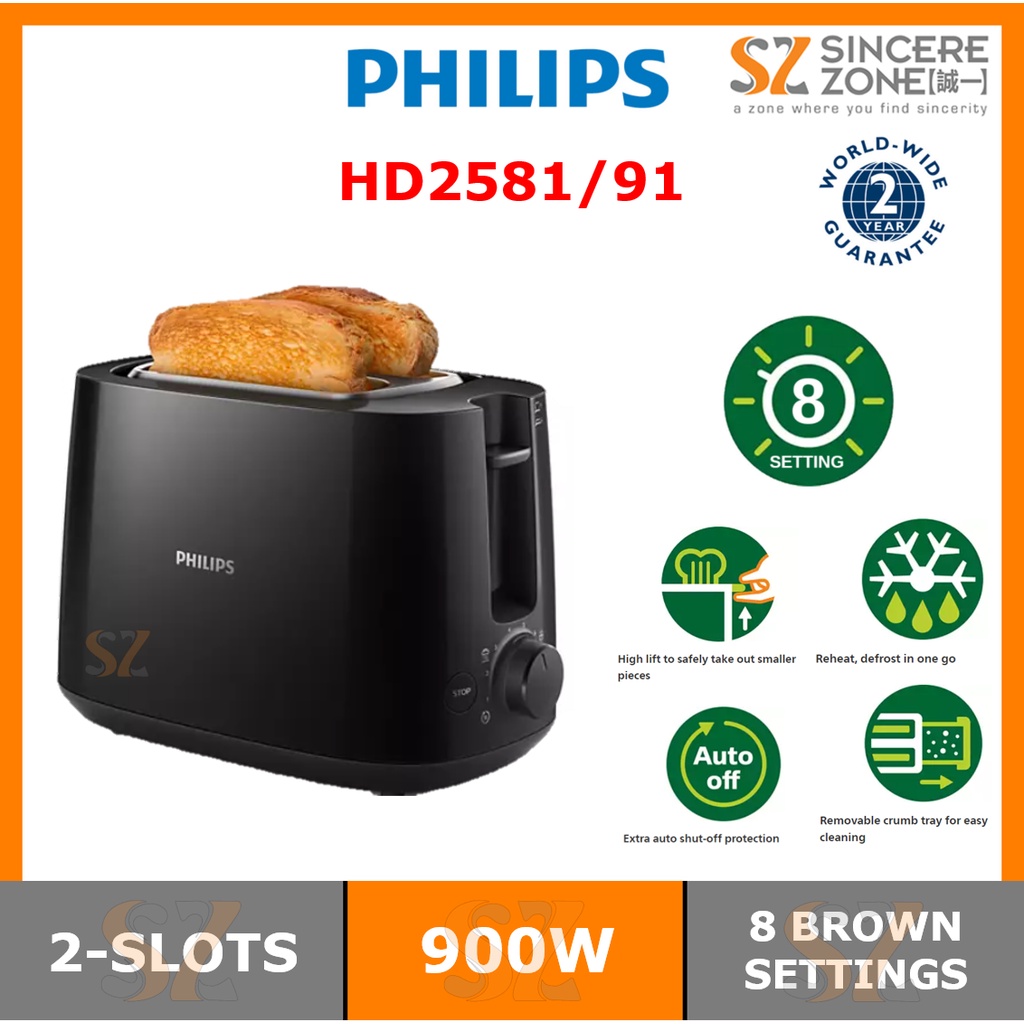 PHILIPS
SZ SINCERE
ZONE【誠一】
a zone where you find sincerity
HD2581/91
WORLD-WIDE
2
YEAR
GUARANTEE
8
SETTING
PHILIPS
SZ
STOP
High lift to safely take out smaller
pieces
Reheat, defrost in one go
Auto
off
Extra auto shut-off protection
Removable crumb tray for easy
cleaning
2-SLOTS
900W
8 BROWN
SETTINGS